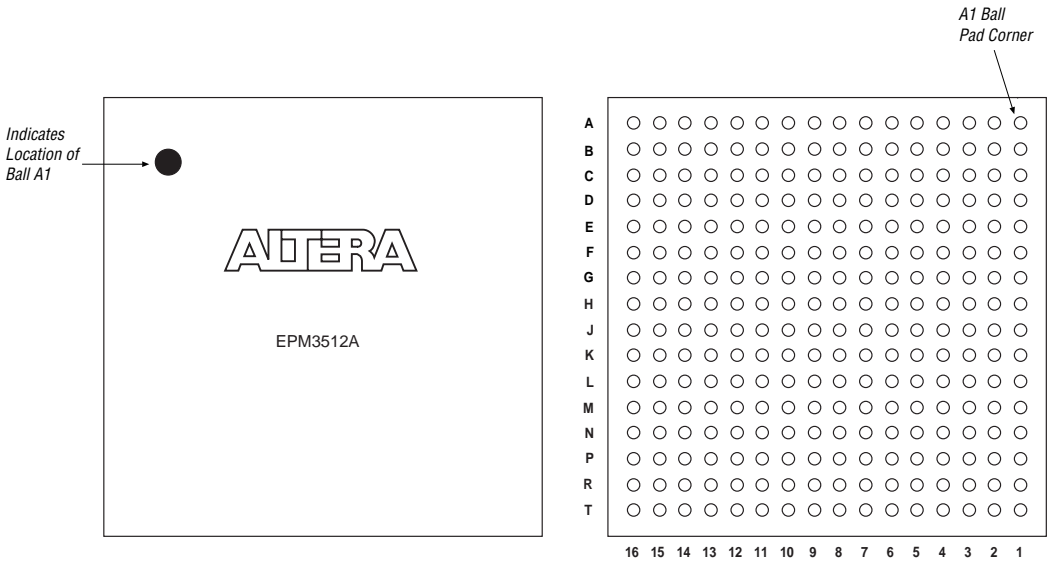 A1 Ball
Pad Corner
Indicates
Location of
Ball A1
ALTERA
EPM3512A
A
B
C
D
E
F
G
H
J
K
L
M
N
P
R
T
16 15 14 13 12 11 10 9 8 7 6 5 4 3 2 1